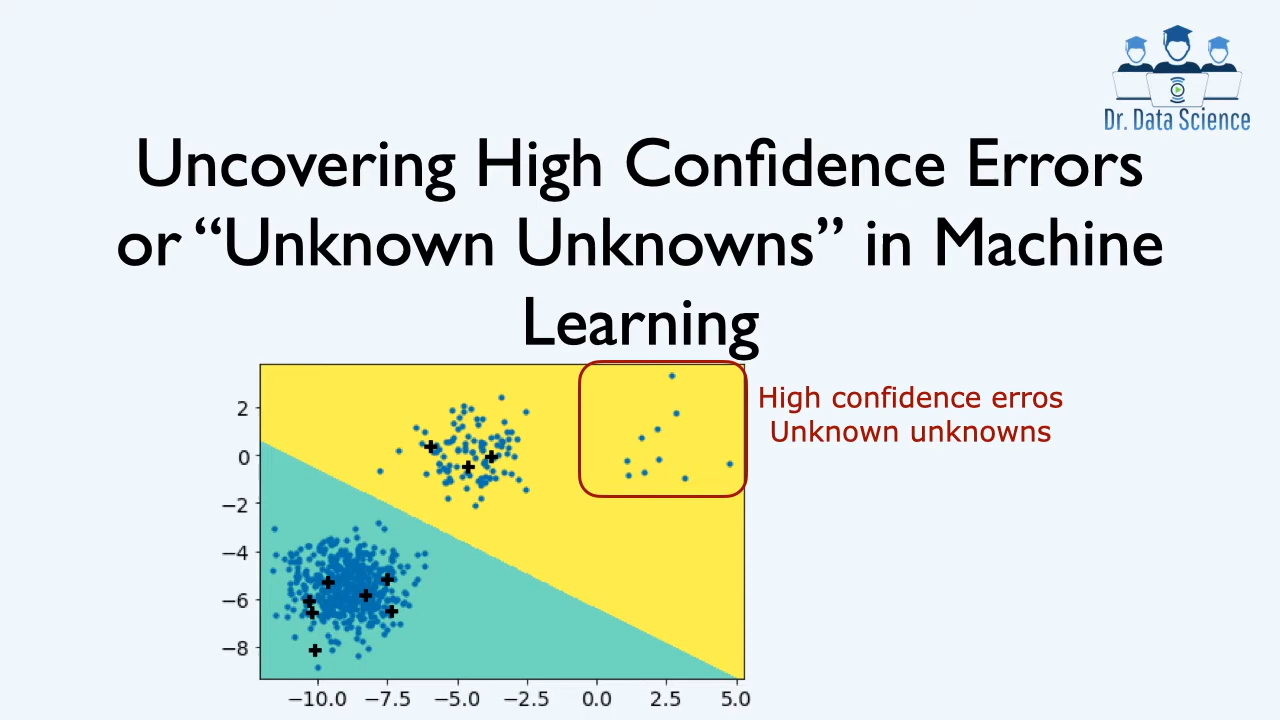 Dr. Data Science
Uncovering High Confidence Errors
or “Unknown Unknowns” in Machine
Learning
High confidence erros
Unknown unknowns
2
0
−2
−4
−6
−8
−10.0 −7.5 −5.0 −2.5 0.0 2.5 5.0